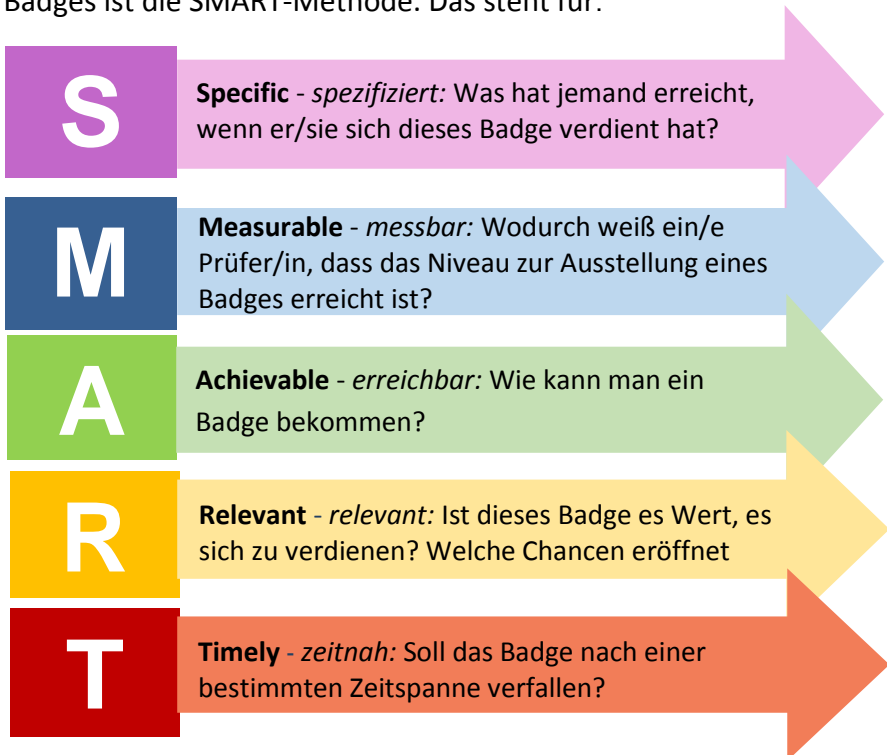 Badges ist die SMART-Methode. Das steht für:
S
Specific - spezifiziert: Was hat jemand erreicht,
wenn er/sie sich dieses Badge verdient hat?
M
Measurable - messbar: Wodurch weiß ein/e
Prüfer/in, dass das Niveau zur Ausstellung eines
Badges erreicht ist?
A
Achievable - erreichbar: Wie kann man ein
Badge bekommen?
R
Relevant - relevant: Ist dieses Badge es Wert, es
sich zu verdienen? Welche Chancen eröffnet
T
Timely - zeitnah: Soll das Badge nach einer
bestimmten Zeitspanne verfallen?